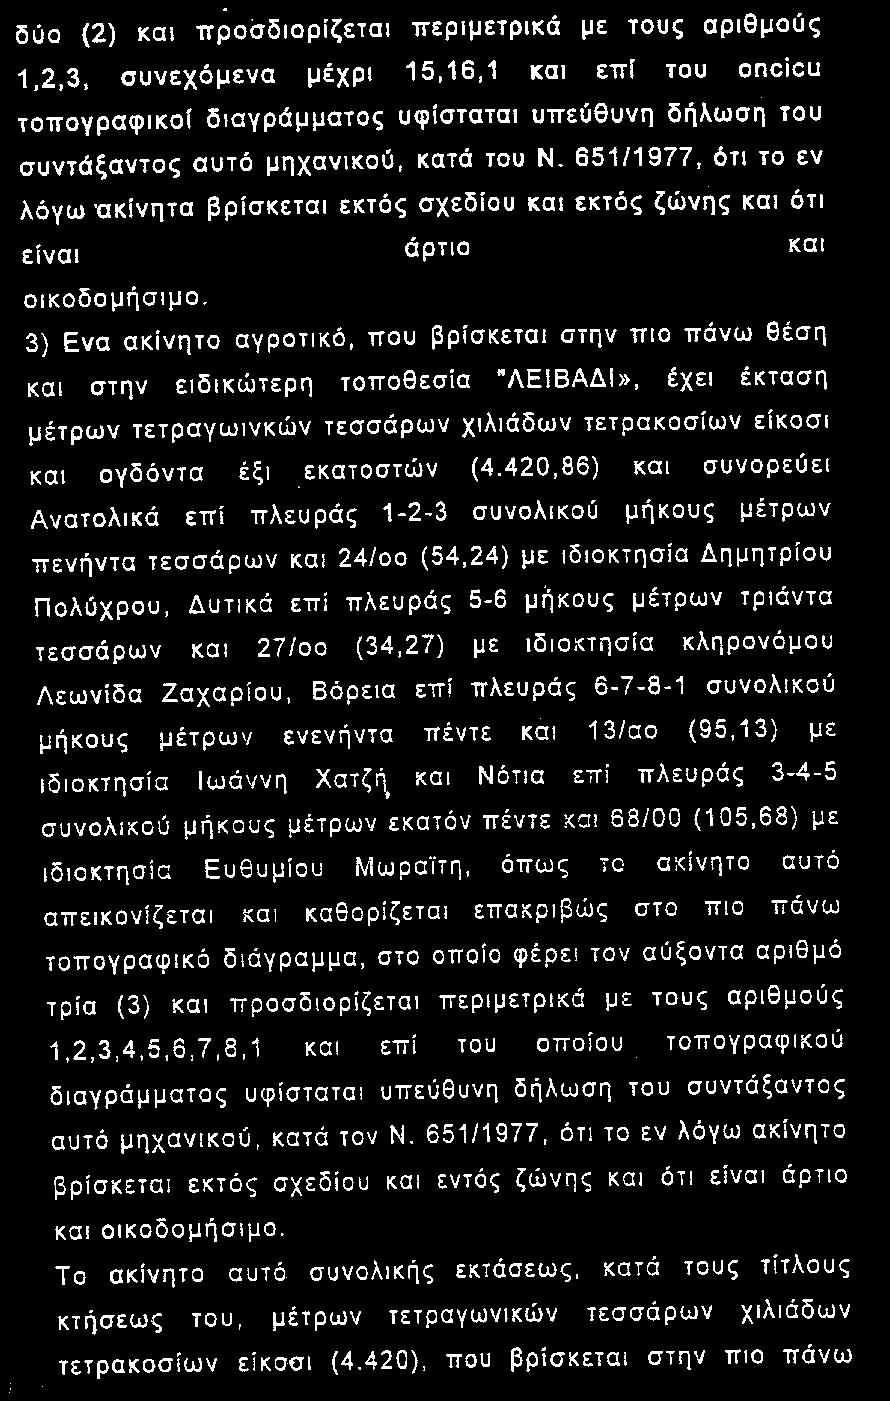 δύο (2) και προσδιορίζεται περιμετρικά με τους αριθμούς
1,2,3, συνεχόμενα μέχρι 15,16,1 και επί του oncicu
τοπογραφικοί διαγράμματος υφίσταται υπεύθυνη δήλωση του
συντάξαντος αυτό μηχανικού, κατά του Ν. 651/1977, ότι το εν
λόγω ακίνητα βρίσκεται εκτός σχεδίου και εκτός ζώνης και ότι
είναι άρτιο και
οικοδομήσιμο.
3) Ενα ακίνητο αγροτικό, που βρίσκεται στην πιο πάνω θέση
και στην ειδικώτερη τοποθεσία "ΛΕΙΒΑΔΙ», έχει έκταση
μέτρων τετραγωινκών τεσσάρων χιλιάδων τετρακοσίων είκοσι
και ογδόντα έξι εκατοστών (4.420,86) και συνορεύει
Ανατολικά επί πλευράς 1-2-3 συνολικού μήκους μέτρων
πενήντα τεσσάρων και 24/οο (54,24) με ιδιοκτησία Δημητρίου
Πολύχρου, Δυτικά επί πλευράς 5-6 μήκους μέτρων τριάντα
τεσσάρων και 27/οο (34,27) με ιδιοκτησία κληρονόμου
Λεωνίδα Ζαχαρίου, Βόρεια επί πλευράς 6-7-8-1 συνολικού
μήκους μέτρων ενενήντα πέντε και 13/αο (95,13) με
ιδιοκτησία Ιωάννη Χατζή, και Νότια επί πλευράς 3-4-5
συνολικού μήκους μέτρων εκατόν πέντε και 68/00 (105,68) με
ιδιοκτησία Ευθυμίου Μωραΐτη, όπως το ακίνητο αυτό
απεικονίζεται και καθορίζεται επακριβώς στο πιο πάνω
τοπογραφικό διάγραμμα, στο οποίο φέρει τον αύξοντα αριθμό
τρία (3) και προσδιορίζεται περιμετρικά με τους αριθμούς
1,2,3,4,5,6,7,8,1 και επί του οποίου τοπογραφικού
διαγράμματος υφίσταται υπεύθυνη δήλωση του συντάξαντος
αυτό μηχανικού, κατά τον Ν. 651/1977, ότι το εν λόγω ακίνητο
βρίσκεται εκτός σχεδίου και εντός ζώνης και ότι είναι άρτιο
και οικοδομήσιμο.
Το ακίνητο αυτό συνολικής εκτάσεως, κατά τους τίτλους
κτήσεως του, μέτρων τετραγωνικών τεσσάρων χιλιάδων
τετρακοσίων είκοσι (4.420), που βρίσκεται στην πιο πάνω